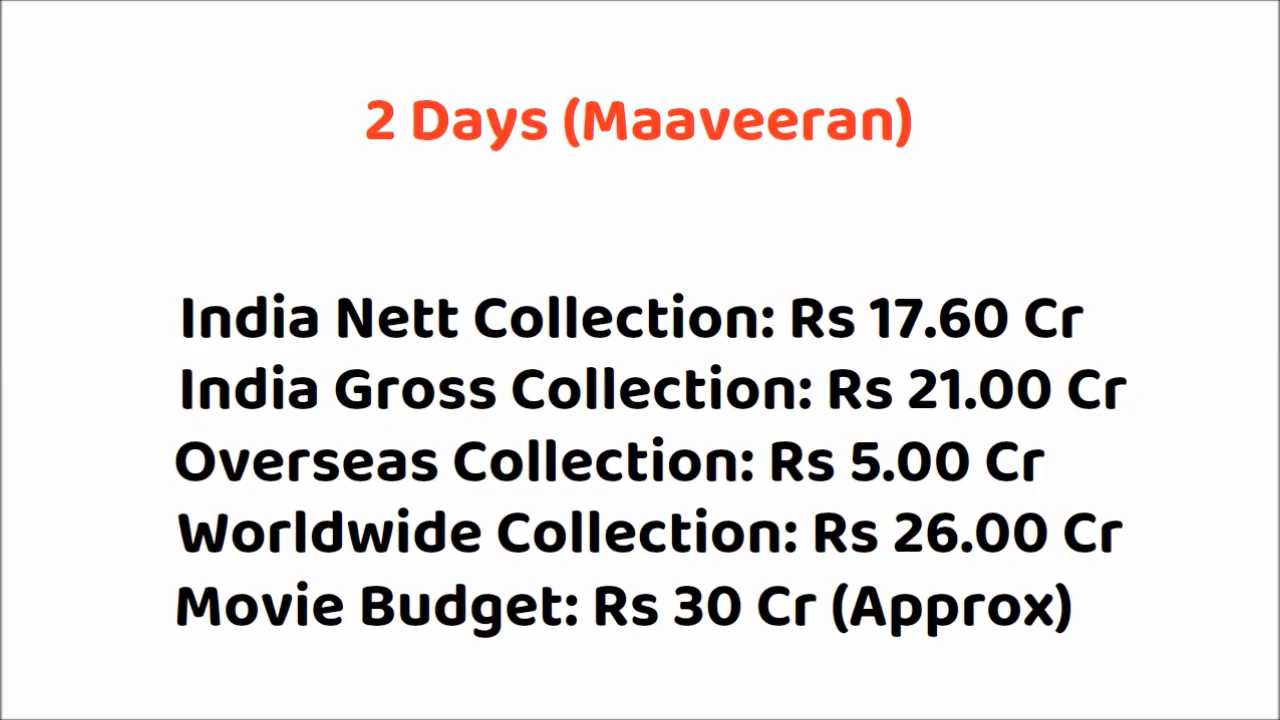 2 Days (Maaveeran)
India Nett Collection: Rs 17.60 Cr
India Gross Collection: Rs 21.00 Cr
Overseas Collection: Rs 5.00 Cr
Worldwide Collection: Rs 26.00 Cr
Movie Budget: Rs 30 Cr (Approx)